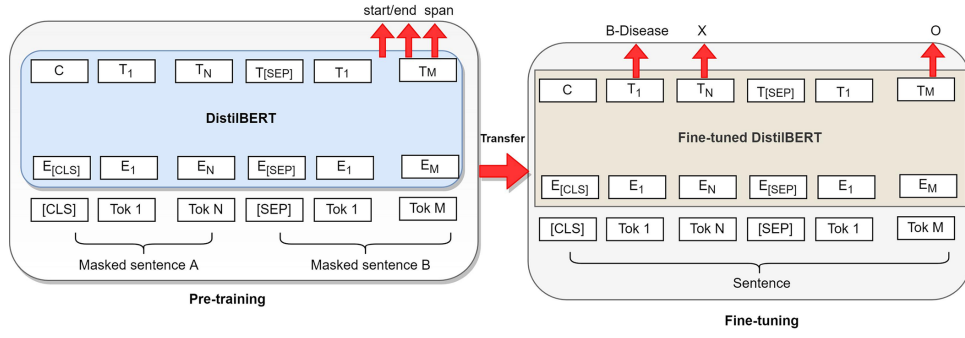 start/end span
C T1 TN T[SEP] T1 TM
DistilBERT
E[CLS] E1 EN E[SEP] E1 EM
[CLS] Tok 1 Tok N [SEP] Tok 1 Tok M
Masked sentence A Masked sentence B
Pre-training
Transfer
B-Disease X O
C T1 TN T[SEP] T1 TM
Fine-tuned DistilBERT
E[CLS] E1 EN E[SEP] E1 EM
[CLS] Tok 1 Tok N [SEP] Tok 1 Tok M
Sentence
Fine-tuning